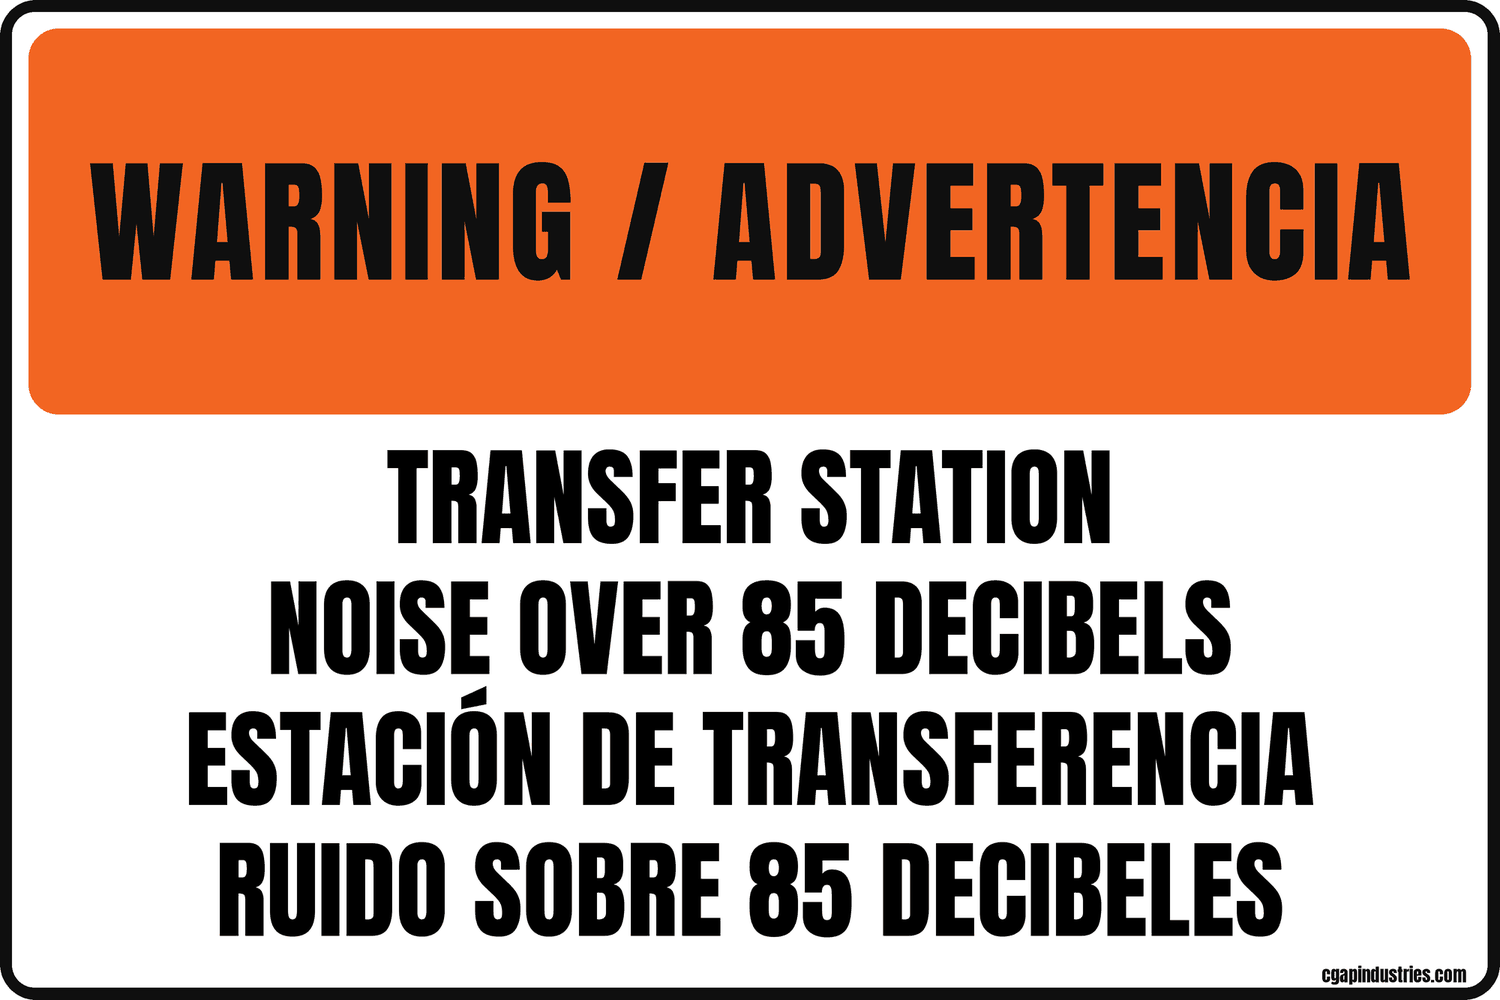 WARNING / ADVERTENCIA
TRANSFER STATION
NOISE OVER 85 DECIBELS
ESTACIÓN DE TRANSFERENCIA
RUIDO SOBRE 85 DECIBELES
cgapindustries.com